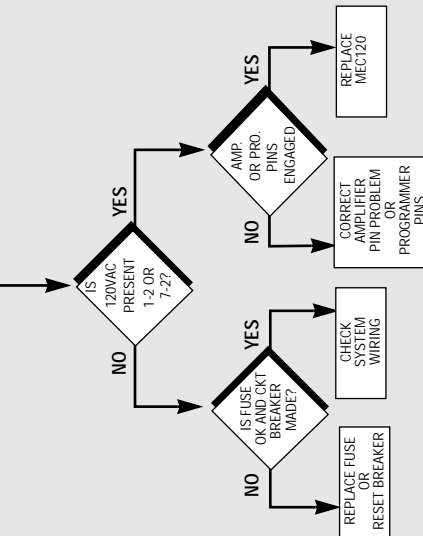 IS
120VAC
PRESENT
1-2 OR
7-2?
NO
YES
IS FUSE
OK AND CKT
BREAKER
MADE?
AMP.
OR PRO.
PINS
ENGAGED
NO
YES
NO
YES
REPLACE FUSE
OR
RESET BREAKER
CHECK
SYSTEM
WIRING
CORRECT
AMPLIFIER
PIN PROBLEM
OR
PROGRAMMER
PINS
REPLACE
MEC120